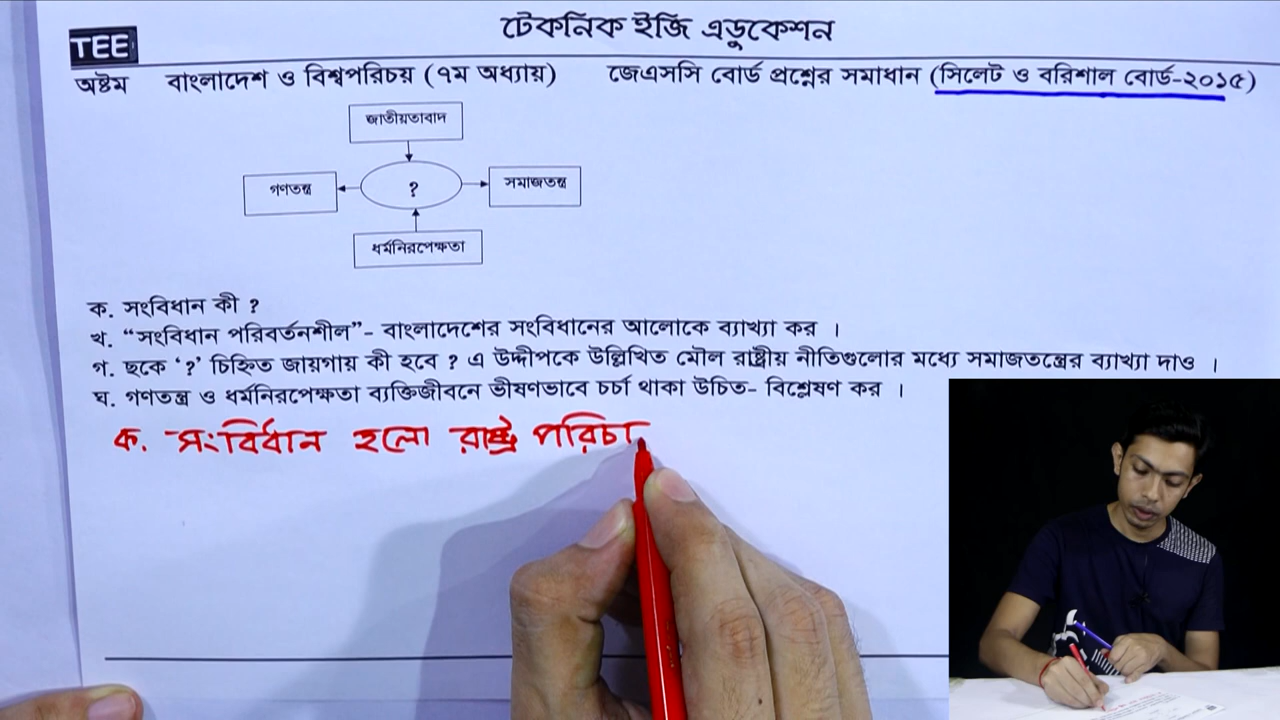 টেকনিক ইজি এডুকেশন
TEE
অষ্টম বাংলাদেশ ও বিশ্বপরিচয় (৭ম অধ্যায়) জেএসসি বোর্ড প্রশ্নের সমাধান (সিলেট ও বরিশাল বোর্ড-২০১৫)
জাতীয়তাবাদ
গণতন্ত্র
?
সমাজতন্ত্র
ধর্মনিরপেক্ষতা
ক. সংবিধান কী ?
খ. “সংবিধান পরিবর্তনশীল”- বাংলাদেশের সংবিধানের আলোকে ব্যাখ্যা কর ।
গ. ছকে ‘?’ চিহ্নিত জায়গায় কী হবে ? এ উদ্দীপকে উল্লিখিত মৌল রাষ্ট্রীয় নীতিগুলোর মধ্যে সমাজতন্ত্রের ব্যাখ্যা দাও ।
ঘ. গণতন্ত্র ও ধর্মনিরপেক্ষতা ব্যক্তিজীবনে ভীষণভাবে চর্চা থাকা উচিত- বিশ্লেষণ কর ।
ক. সংবিধান হলো রাষ্ট্র পরিচা